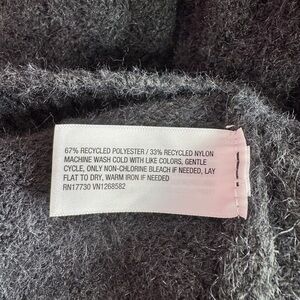 67% RECYCLED POLYESTER / 33% RECYCLED NYLON
MACHINE WASH COLD WITH LIKE COLORS, GENTLE
CYCLE, ONLY NON-CHLORINE BLEACH IF NEEDED, LAY
FLAT TO DRY, WARM IRON IF NEEDED
RN17730 VN1268582